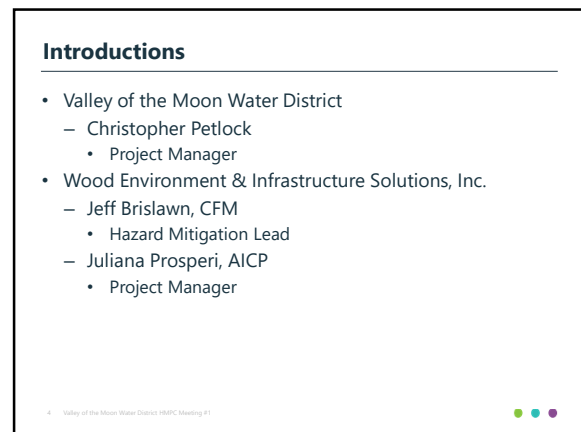 Introductions
• Valley of the Moon Water District
– Christopher Petlock
• Project Manager
• Wood Environment & Infrastructure Solutions, Inc.
– Jeff Brislawn, CFM
• Hazard Mitigation Lead
– Juliana Prosperi, AICP
• Project Manager
4 Valley of the Moon Water District HMPC Meeting #1